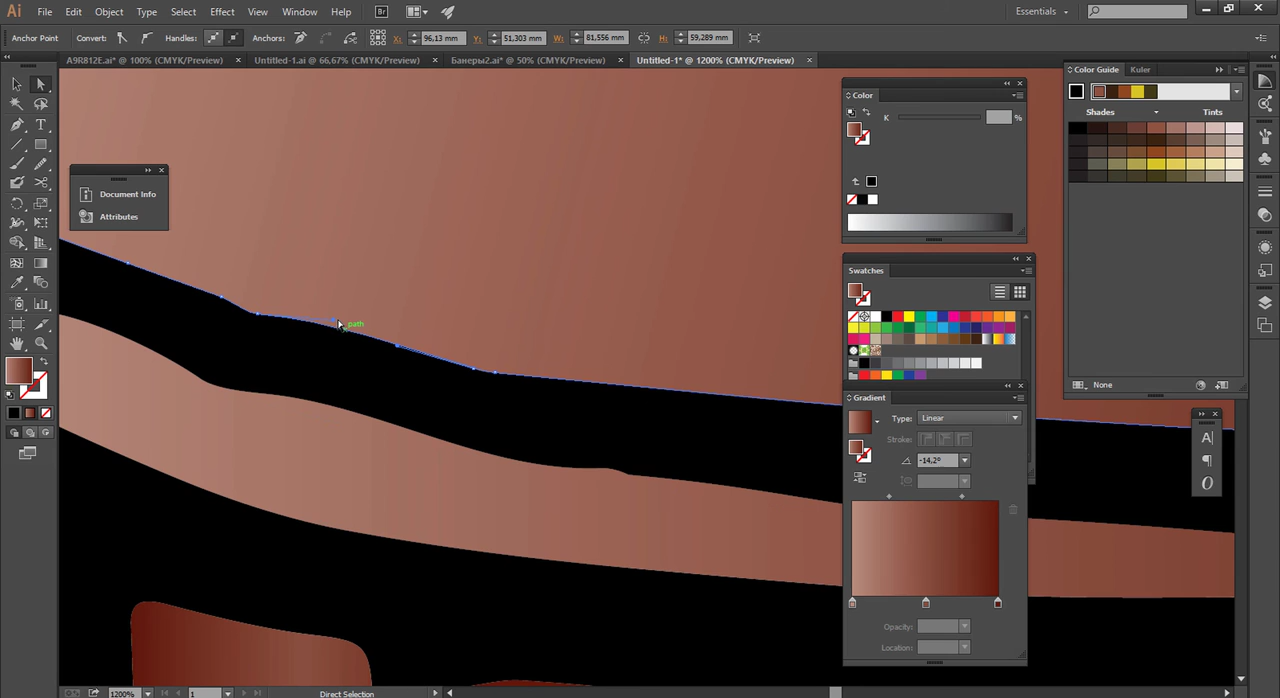 Ai File Edit Object Type Select Effect View Window Help Br Essentials
Anchor Point Convert: Handles: Anchors: X: 96,13 mm Y: 51,303 mm W: 81,556 mm H: 59,289 mm
A9R812E.ai* @ 100% (CMYK/Preview) Untitled-1.ai @ 66,67% (CMYK/Preview) Банеры2.ai* @ 50% (CMYK/Preview) Untitled-1* @ 1200% (CMYK/Preview)
Color Guide Kuler
Color
Shades Tints
K %
Document Info
Attributes
Swatches
path
None
Gradient
Type: Linear
Stroke:
-14,2°
Opacity:
Location:
1200% 1 Direct Selection